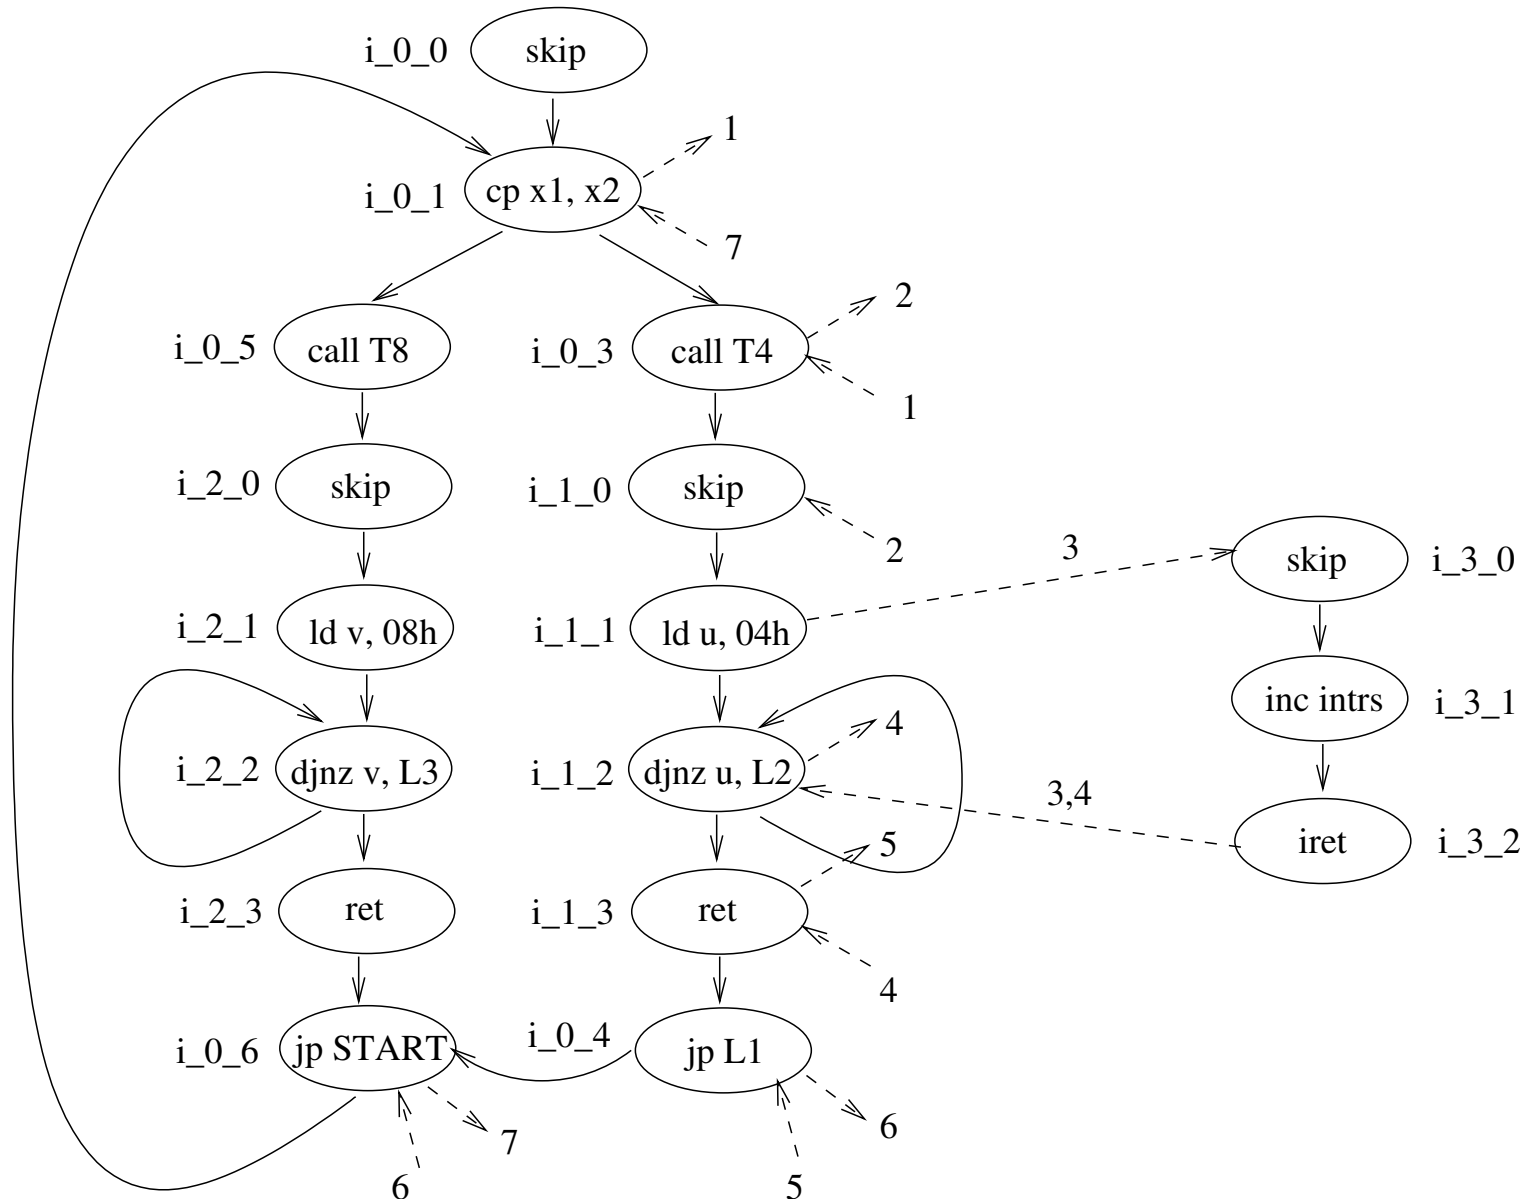 i_0_0 skip
1
i_0_1 cp x1, x2
7
2
i_0_5 call T8 i_0_3 call T4
1
i_2_0 skip i_1_0 skip
2 3 skip i_3_0
i_2_1 ld v, 08h i_1_1 ld u, 04h
inc intrs i_3_1
4
i_2_2 djnz v, L3 i_1_2 djnz u, L2
3,4
5 iret i_3_2
i_2_3 ret i_1_3 ret
4
i_0_6 jp START i_0_4 jp L1
6
7
6 5